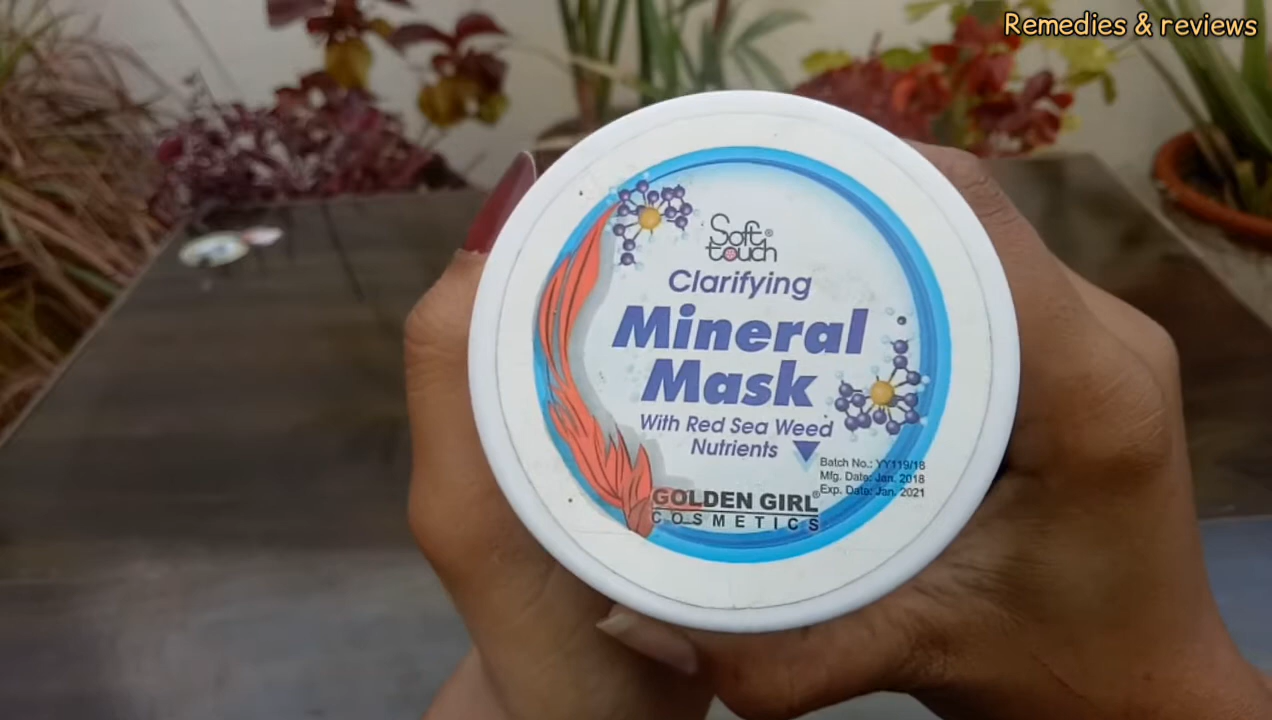 Remedies & reviews
Soft®
touch
Clarifying
Mineral
Mask
With Red Sea Weed
Nutrients
Batch No.: YY119/18
Mfg. Date: Jan. 2018
Exp. Date: Jan. 2021
GOLDEN GIRL®
COSMETICS